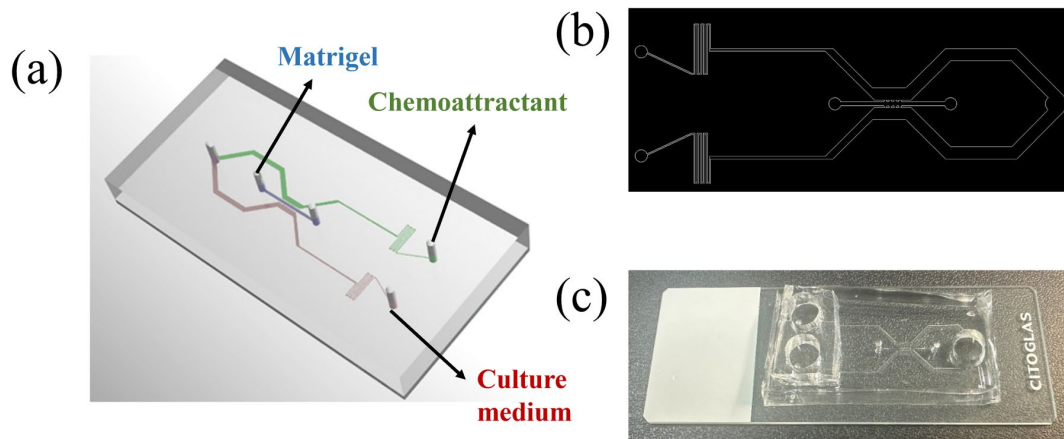 (a)
Matrigel
Chemoattractant
Culture
medium
(b)
(c)
CITOGLAS